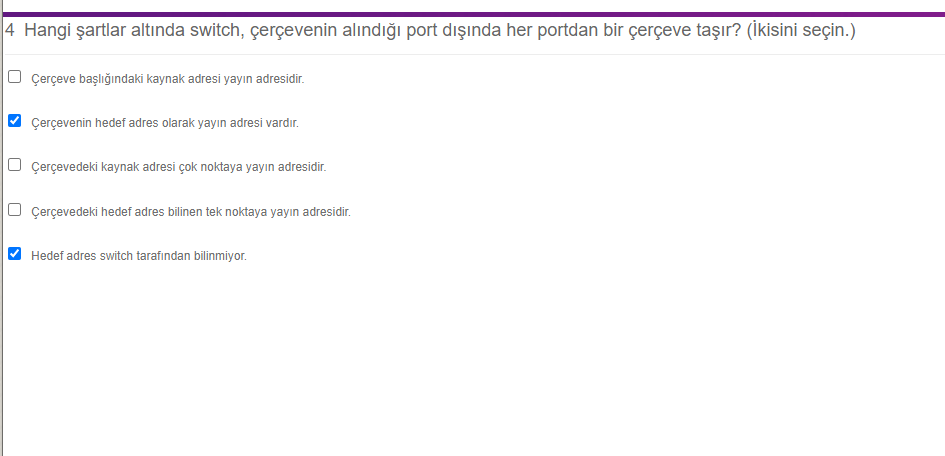 4 Hangi şartlar altında switch, çerçevenin alındığı port dışında her portdan bir çerçeve taşır? (İkisini seçin.)
Çerçeve başlığındaki kaynak adresi yayın adresidir.
Çerçevenin hedef adres olarak yayın adresi vardır.
Çerçevedeki kaynak adresi çok noktaya yayın adresidir.
Çerçevedeki hedef adres bilinen tek noktaya yayın adresidir.
Hedef adres switch tarafından bilinmiyor.